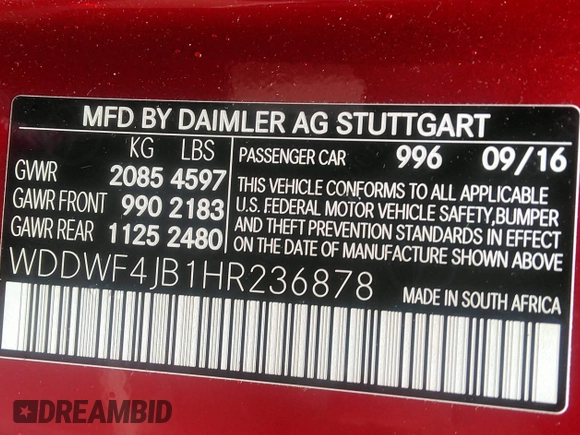 MFD BY DAIMLER AG STUTTGART
KG LBS
GVWR 2085 4597
GAWR FRONT 990 2183
GAWR REAR 1125 2480
PASSENGER CAR 996 09/16
THIS VEHICLE CONFORMS TO ALL APPLICABLE
U.S. FEDERAL MOTOR VEHICLE SAFETY,BUMPER
AND THEFT PREVENTION STANDARDS IN EFFECT
ON THE DATE OF MANUFACTURE SHOWN ABOVE.
WDDWF4JB1HR236878
MADE IN SOUTH AFRICA
DREAMBID